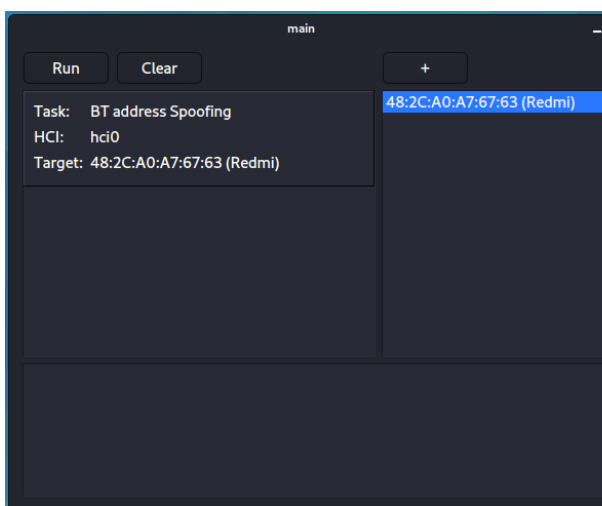 main
Run Clear +
Task: BT address Spoofing
HCI: hci0
Target: 48:2C:A0:A7:67:63 (Redmi)
48:2C:A0:A7:67:63 (Redmi)